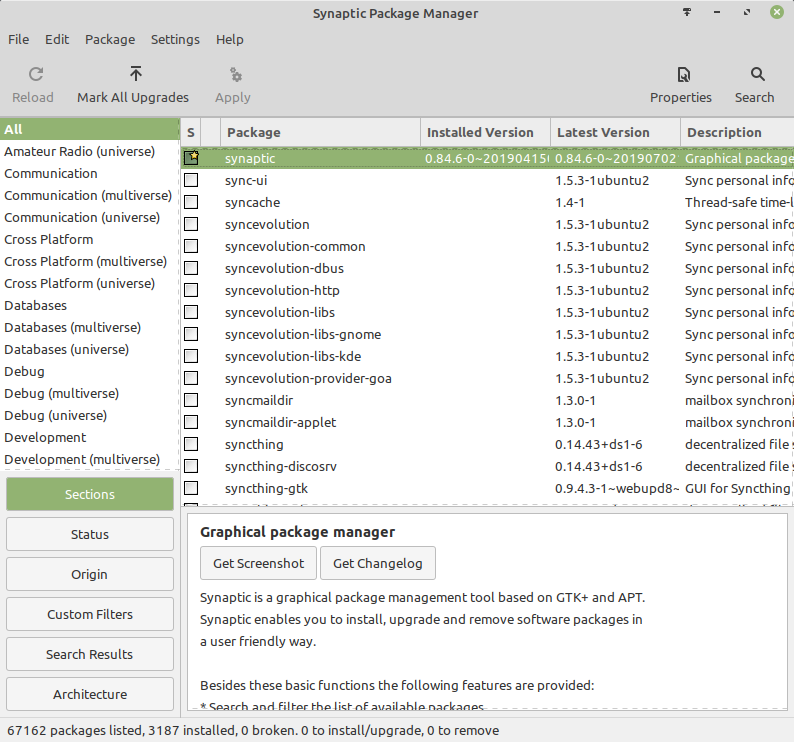 Synaptic Package Manager
File Edit Package Settings Help
Reload Mark All Upgrades Apply Properties Search
All
Amateur Radio (universe)
Communication
Communication (multiverse)
Communication (universe)
Cross Platform
Cross Platform (multiverse)
Cross Platform (universe)
Databases
Databases (multiverse)
Databases (universe)
Debug
Debug (multiverse)
Debug (universe)
Development
Development (multiverse)
Sections
Status
Origin
Custom Filters
Search Results
Architecture
S Package Installed Version Latest Version Description
synaptic 0.84.6-0~20190415 0.84.6-0~20190702 Graphical package
sync-ui 1.5.3-1ubuntu2 Sync personal info
syncache 1.4-1 Thread-safe time-l
syncevolution 1.5.3-1ubuntu2 Sync personal info
syncevolution-common 1.5.3-1ubuntu2 Sync personal info
syncevolution-dbus 1.5.3-1ubuntu2 Sync personal info
syncevolution-http 1.5.3-1ubuntu2 Sync personal info
syncevolution-libs 1.5.3-1ubuntu2 Sync personal info
syncevolution-libs-gnome 1.5.3-1ubuntu2 Sync personal info
syncevolution-libs-kde 1.5.3-1ubuntu2 Sync personal info
syncevolution-provider-goa 1.5.3-1ubuntu2 Sync personal info
syncmaildir 1.3.0-1 mailbox synchroni
syncmaildir-applet 1.3.0-1 mailbox synchroni
syncthing 0.14.43+ds1-6 decentralized file s
syncthing-discosrv 0.14.43+ds1-6 decentralized file s
syncthing-gtk 0.9.4.3-1~webupd8~ GUI for Syncthing
Graphical package manager
Get Screenshot Get Changelog
Synaptic is a graphical package management tool based on GTK+ and APT.
Synaptic enables you to install, upgrade and remove software packages in
a user friendly way.
Besides these basic functions the following features are provided:
* Search and filter the list of available packages
67162 packages listed, 3187 installed, 0 broken. 0 to install/upgrade, 0 to remove